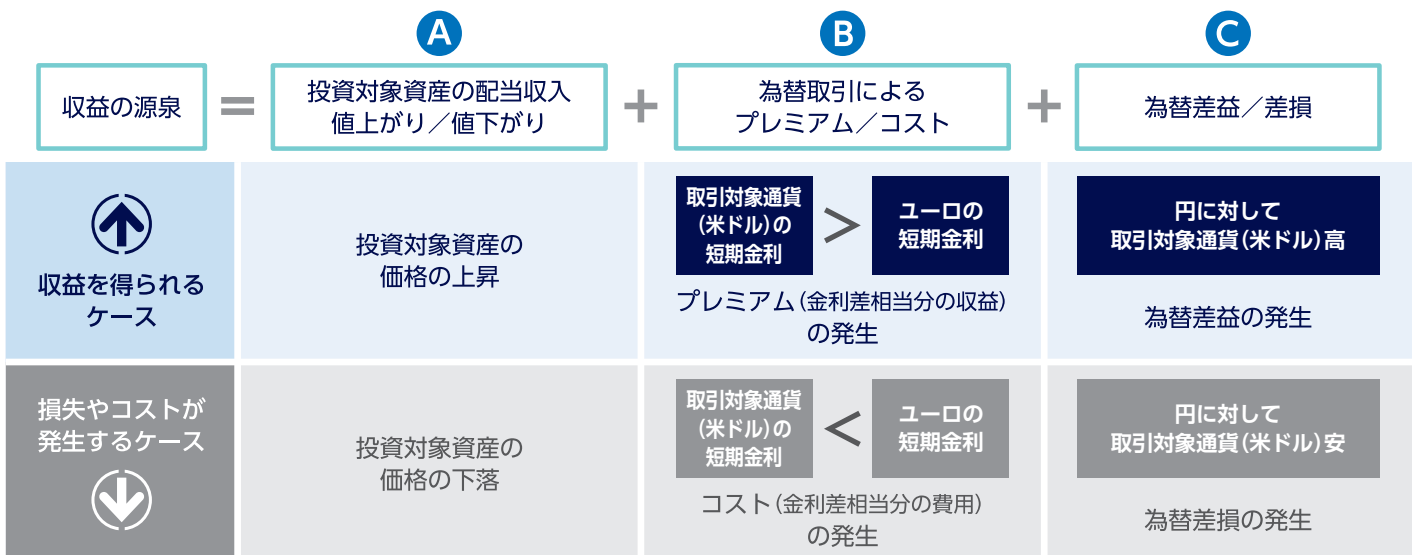 A
B
C
収益の源泉
=
投資対象資産の配当収入
値上がり／値下がり
+
為替取引による
プレミアム／コスト
+
為替差益／差損
収益を得られる
ケース
投資対象資産の
価格の上昇
取引対象通貨
(米ドル)の
短期金利
>
ユーロの
短期金利
プレミアム(金利差相当分の収益)
の発生
円に対して
取引対象通貨(米ドル)高
為替差益の発生
損失やコストが
発生するケース
投資対象資産の
価格の下落
取引対象通貨
(米ドル)の
短期金利
<
ユーロの
短期金利
コスト(金利差相当分の費用)
の発生
円に対して
取引対象通貨(米ドル)安
為替差損の発生